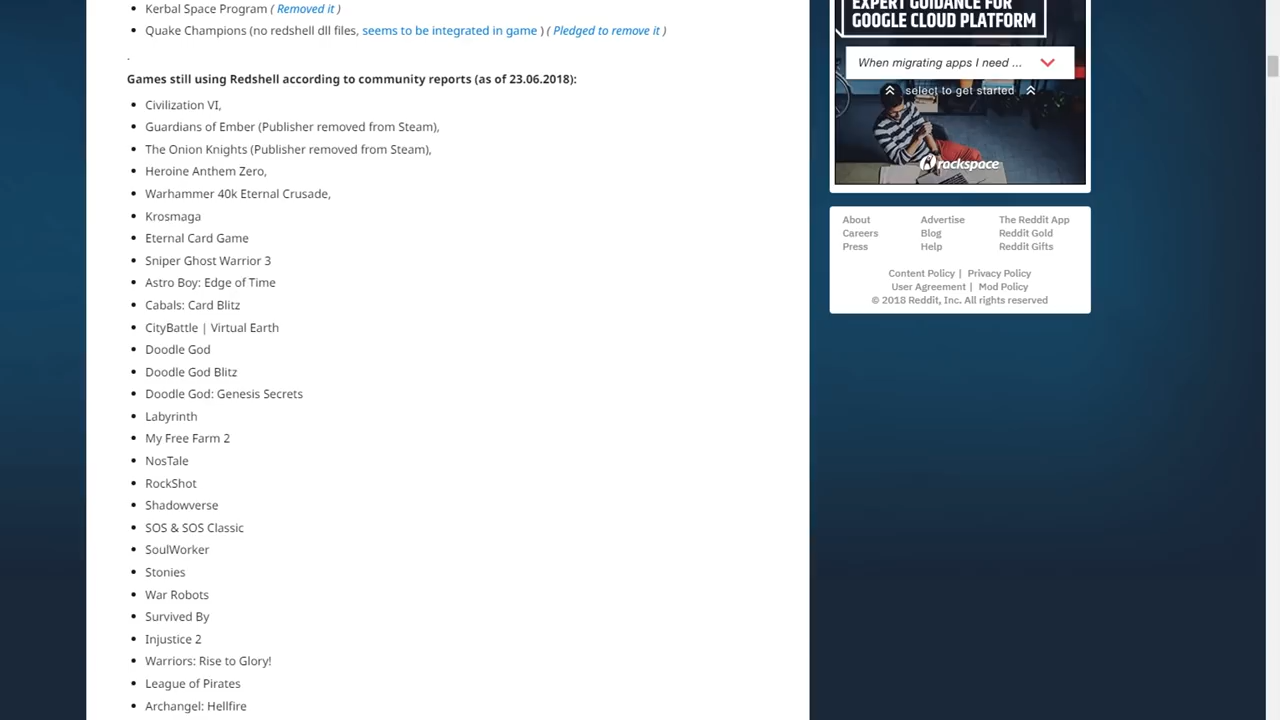 Kerbal Space Program ( Removed it )
Quake Champions (no redshell dll files, seems to be integrated in game ) ( Pledged to remove it )
.
Games still using Redshell according to community reports (as of 23.06.2018):
Civilization VI,
Guardians of Ember (Publisher removed from Steam),
The Onion Knights (Publisher removed from Steam),
Heroine Anthem Zero,
Warhammer 40k Eternal Crusade,
Krosmaga
Eternal Card Game
Sniper Ghost Warrior 3
Astro Boy: Edge of Time
Cabals: Card Blitz
CityBattle | Virtual Earth
Doodle God
Doodle God Blitz
Doodle God: Genesis Secrets
Labyrinth
My Free Farm 2
NosTale
RockShot
Shadowverse
SOS & SOS Classic
SoulWorker
Stonies
War Robots
Survived By
Injustice 2
Warriors: Rise to Glory!
League of Pirates
Archangel: Hellfire
EXPERT GUIDANCE FOR
GOOGLE CLOUD PLATFORM
When migrating apps I need ...
select to get started
rackspace
About Advertise The Reddit App
Careers Blog Reddit Gold
Press Help Reddit Gifts
Content Policy | Privacy Policy
User Agreement | Mod Policy
© 2018 Reddit, Inc. All rights reserved